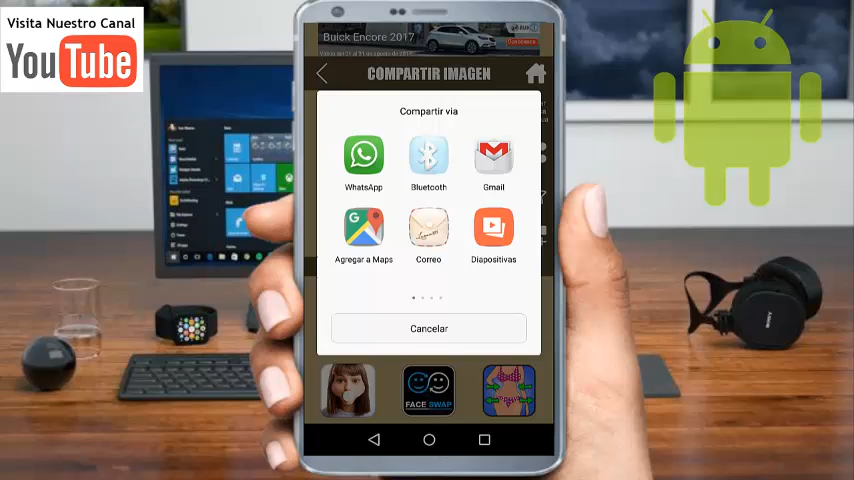 Visita Nuestro Canal
YouTube
Buick Encore 2017
COMPARTIR IMAGEN
Compartir via
WhatsApp
Bluetooth
Gmail
Agregar a Maps
Correo
Diapositivas
Cancelar
FACE SWAP
SONY